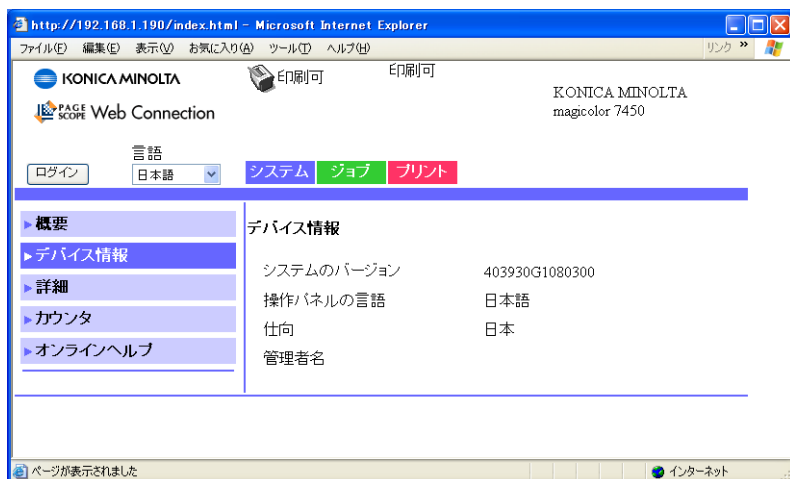 http://192.168.1.190/index.html - Microsoft Internet Explorer
ファイル(F) 編集(E) 表示(V) お気に入り(A) ツール(T) ヘルプ(H) リンク »
KONICA MINOLTA 印刷可 印刷可
KONICA MINOLTA
PAGE SCOPE Web Connection magicolor 7450
言語
ログイン 日本語 システム ジョブ プリント
概要
デバイス情報
デバイス情報
詳細
カウンタ
オンラインヘルプ
システムのバージョン 403930G1080300
操作パネルの言語 日本語
仕向 日本
管理者名
ページが表示されました インターネット